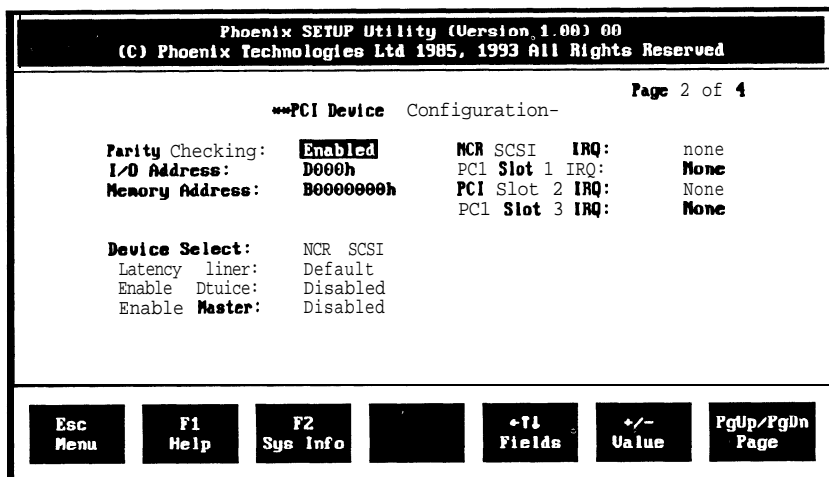 Phoenix SETUP Utility (Version 1.00) 00
(C) Phoenix Technologies Ltd 1985, 1993 All Rights Reserved
Page 2 of 4
**PCI Device Configuration-
Parity Checking: Enabled
I/O Address: D000h
Memory Address: B0000000h
NCR SCSI IRQ: none
PC1 Slot 1 IRQ: None
PCI Slot 2 IRQ: None
PC1 Slot 3 IRQ: None
Device Select: NCR SCSI
Latency liner: Default
Enable Dtuice: Disabled
Enable Master: Disabled
Esc
Menu
F1
Help
F2
Sys Info
←↑↓
Fields
+/-
Value
PgUp/PgDn
Page